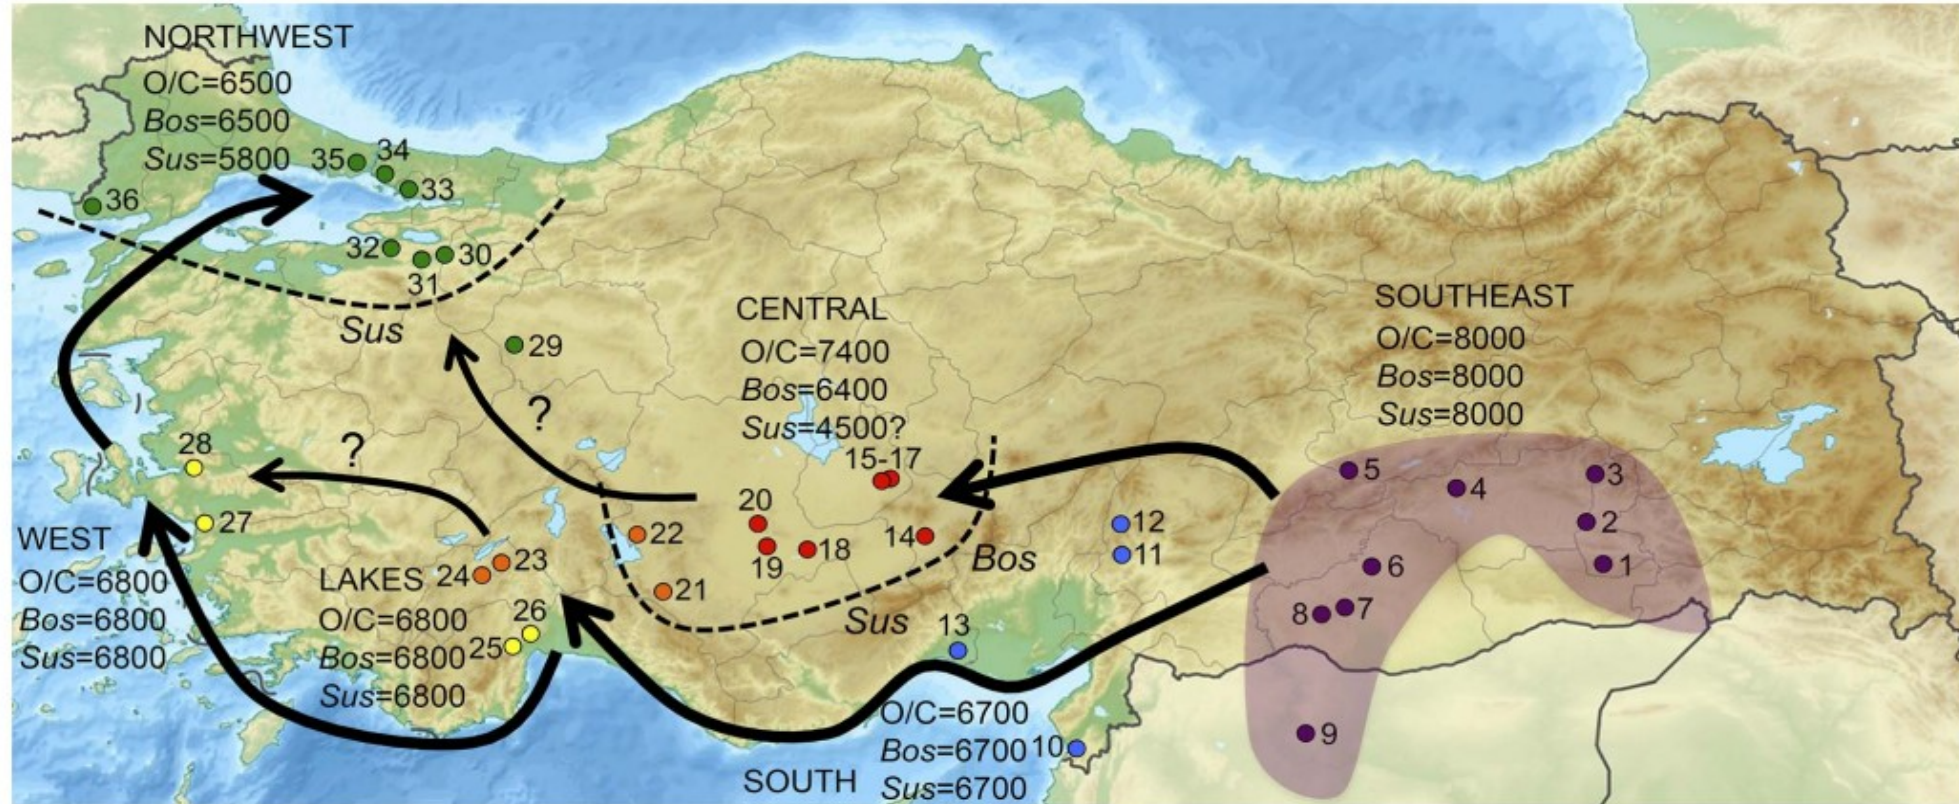 NORTHWEST
O/C=6500
Bos=6500
Sus=5800
35
34
33
36
32
30
31
Sus
29
?
CENTRAL
O/C=7400
Bos=6400
Sus=4500?
15-17
20
19
18
14
SOUTHEAST
O/C=8000
Bos=8000
Sus=8000
5
4
3
2
1
6
7
8
9
28
?
27
WEST
O/C=6800
Bos=6800
Sus=6800
LAKES
O/C=6800
Bos=6800
Sus=6800
24
23
26
25
22
21
Bos
Sus
12
11
13
O/C=6700
Bos=6700
Sus=6700
SOUTH
10